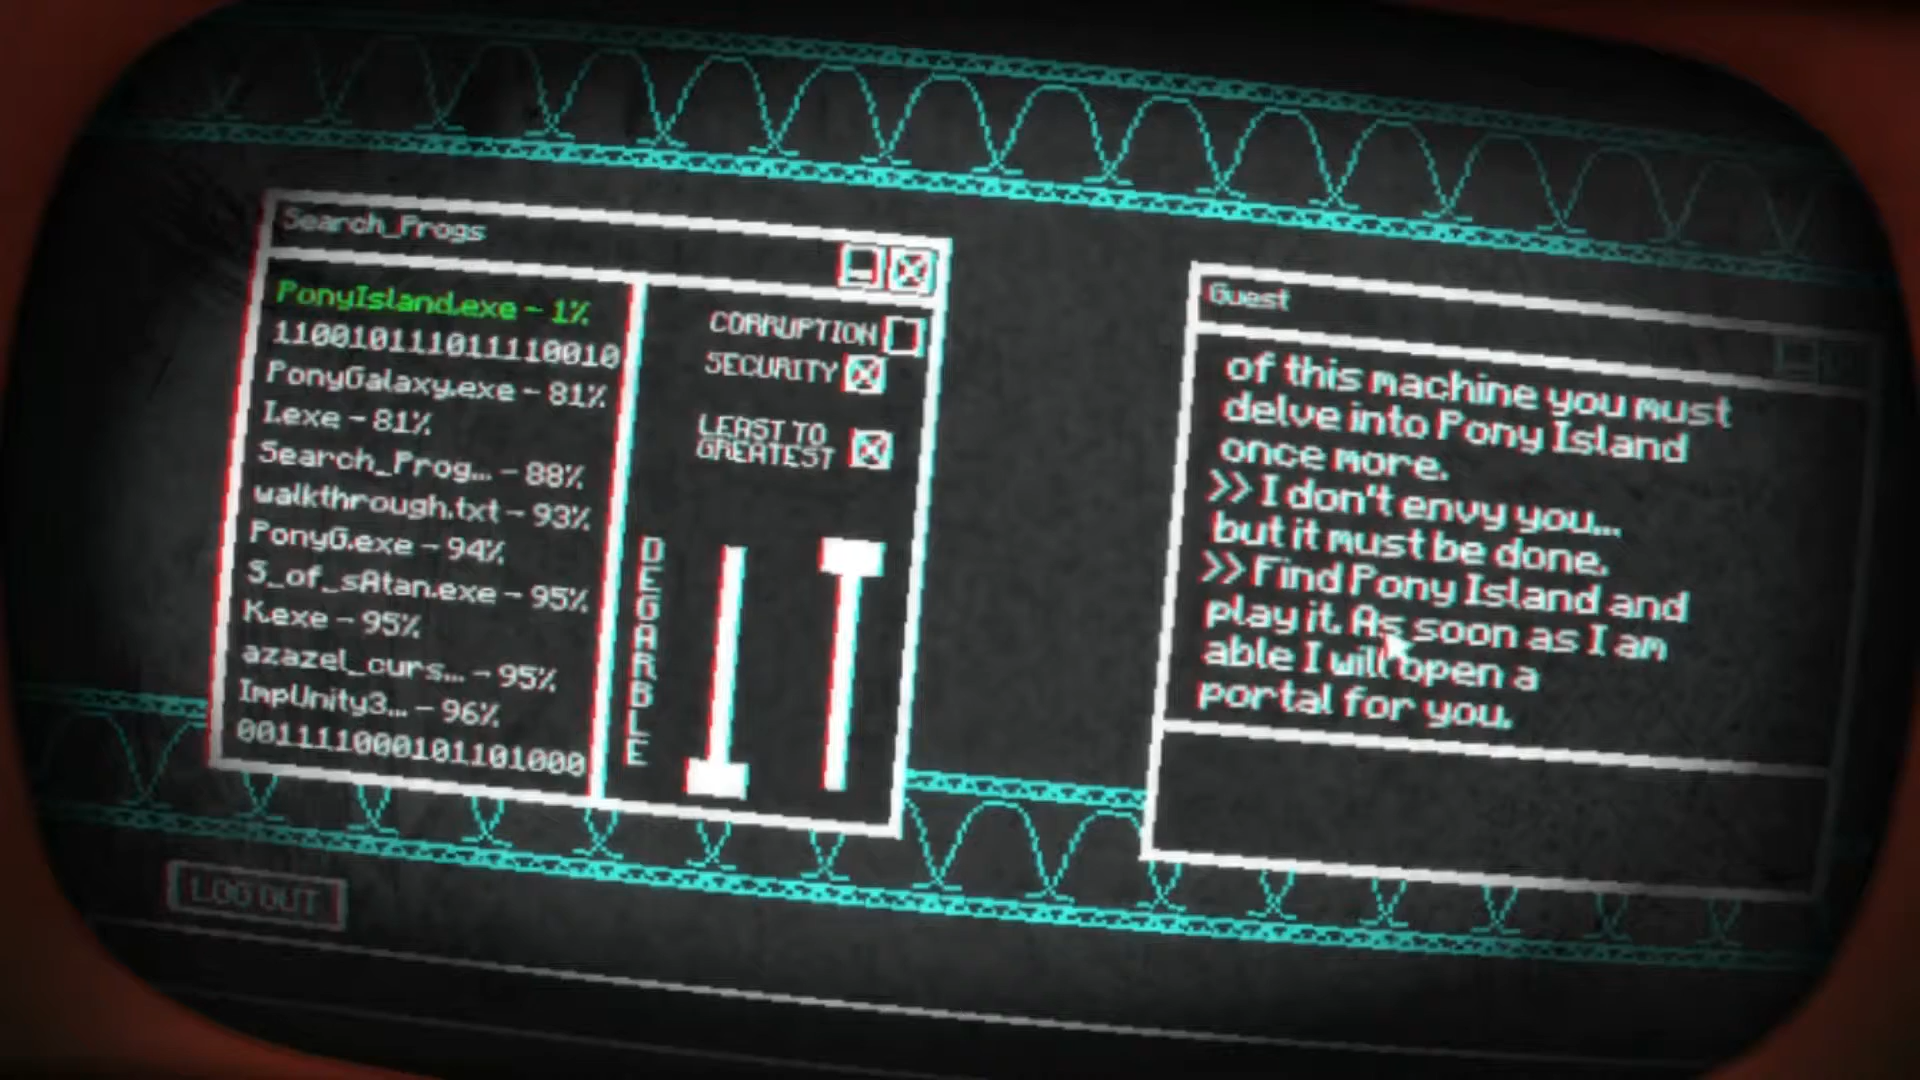 Search_Progs
PonyIsland.exe - 1%
110010111011110010
PonyGalaxy.exe - 81%
I.exe - 81%
Search_Prog... - 88%
walkthrough.txt - 93%
PonyG.exe - 94%
S_of_sAtan.exe - 95%
K.exe - 95%
azazel_curs... - 95%
ImpUnity3... - 96%
001111000101101000
CORRUPTION
SECURITY
LEAST TO
GREATEST
DEGARBLE
Guest
of this machine you must
delve into Pony Island
once more.
>> I don't envy you...
but it must be done.
>> Find Pony Island and
play it. As soon as I am
able I will open a
portal for you.
LOG OUT